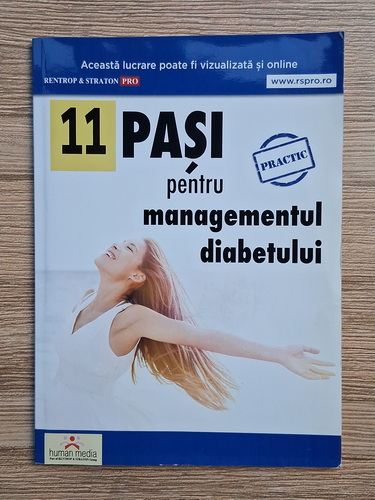 Această lucrare poate fi vizualizată și online
RENTROP & STRATON PRO
www.rspro.ro
11 PAȘI
pentru
managementul
diabetului
PRACTIC
human media